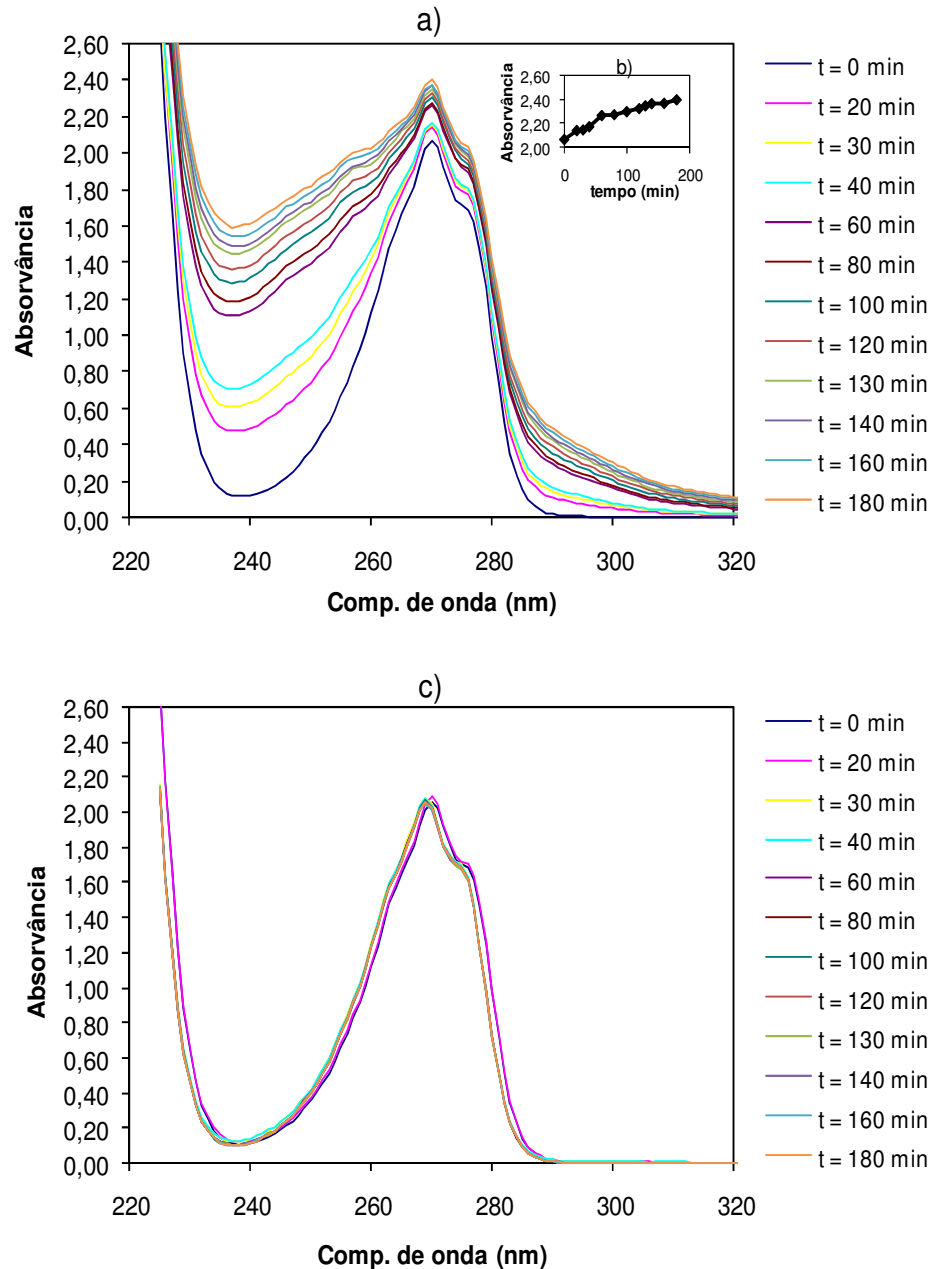 a)
2,60
2,40
2,20
2,00
1,80
1,60
1,40
1,20
1,00
0,80
0,60
0,40
0,20
0,00
Absorvância
220 240 260 280 300 320
Comp. de onda (nm)
b)
2,60
2,40
2,20
2,00
Absorvância
0 100 200
tempo (min)
t = 0 min
t = 20 min
t = 30 min
t = 40 min
t = 60 min
t = 80 min
t = 100 min
t = 120 min
t = 130 min
t = 140 min
t = 160 min
t = 180 min
c)
2,60
2,40
2,20
2,00
1,80
1,60
1,40
1,20
1,00
0,80
0,60
0,40
0,20
0,00
Absorvância
220 240 260 280 300 320
Comp. de onda (nm)
t = 0 min
t = 20 min
t = 30 min
t = 40 min
t = 60 min
t = 80 min
t = 100 min
t = 120 min
t = 130 min
t = 140 min
t = 160 min
t = 180 min